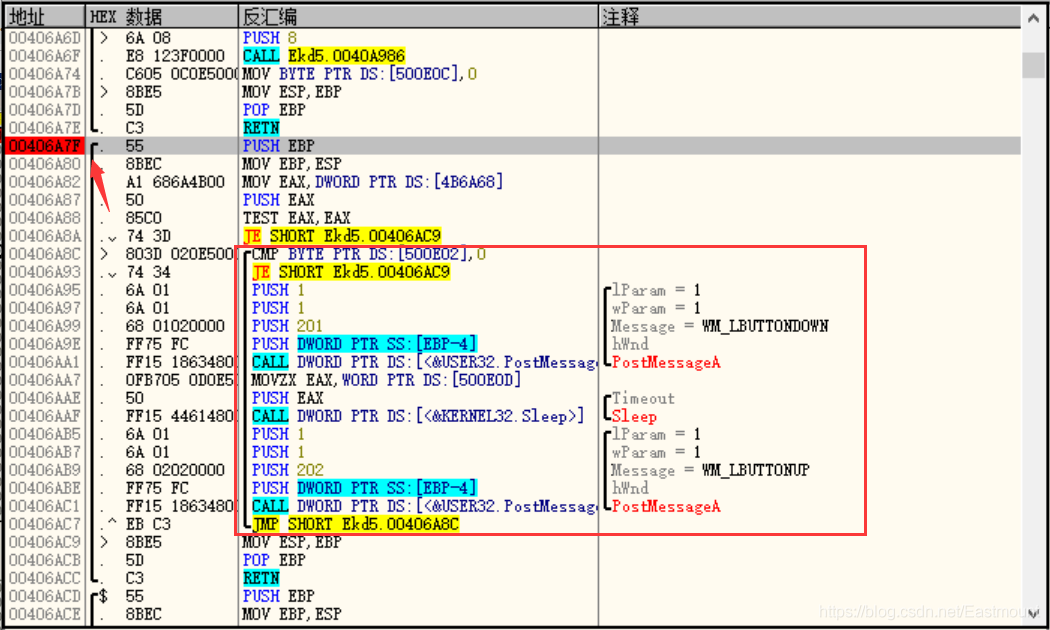 地址 HEX 数据 反汇编 注释
00406A6D > 6A 08 PUSH 8
00406A6F . E8 123F0000 CALL Ekd5.0040A986
00406A74 . C605 0C0E5000 MOV BYTE PTR DS:[500E0C],0
00406A7B > 8BE5 MOV ESP,EBP
00406A7D . 5D POP EBP
00406A7E . C3 RETN
00406A7F . 55 PUSH EBP
00406A80 . 8BEC MOV EBP,ESP
00406A82 . A1 686A4B00 MOV EAX,DWORD PTR DS:[4B6A68]
00406A87 . 50 PUSH EAX
00406A88 . 85C0 TEST EAX,EAX
00406A8A . 74 3D JE SHORT Ekd5.00406AC9
00406A8C > 803D 020E500 CMP BYTE PTR DS:[500E02],0
00406A93 . 74 34 JE SHORT Ekd5.00406AC9
00406A95 . 6A 01 PUSH 1 lParam = 1
00406A97 . 6A 01 PUSH 1 wParam = 1
00406A99 . 68 01020000 PUSH 201 Message = WM_LBUTTONDOWN
00406A9E . FF75 FC PUSH DWORD PTR SS:[EBP-4] hWnd
00406AA1 . FF15 1863480 CALL DWORD PTR DS:[<&USER32.PostMessage PostMessageA
00406AA7 . 0FB705 0D0E5 MOVZX EAX,WORD PTR DS:[500E0D]
00406AAE . 50 PUSH EAX Timeout
00406AAF . FF15 4461480 CALL DWORD PTR DS:[<&KERNEL32.Sleep>] Sleep
00406AB5 . 6A 01 PUSH 1 lParam = 1
00406AB7 . 6A 01 PUSH 1 wParam = 1
00406AB9 . 68 02020000 PUSH 202 Message = WM_LBUTTONUP
00406ABE . FF75 FC PUSH DWORD PTR SS:[EBP-4] hWnd
00406AC1 . FF15 1863480 CALL DWORD PTR DS:[<&USER32.PostMessage PostMessageA
00406AC7 .^ EB C3 JMP SHORT Ekd5.00406A8C
00406AC9 > 8BE5 MOV ESP,EBP
00406ACB . 5D POP EBP
00406ACC . C3 RETN
00406ACD $ 55 PUSH EBP
00406ACE . 8BEC MOV EBP,ESP
https://blog.csdn.net/Eastmou